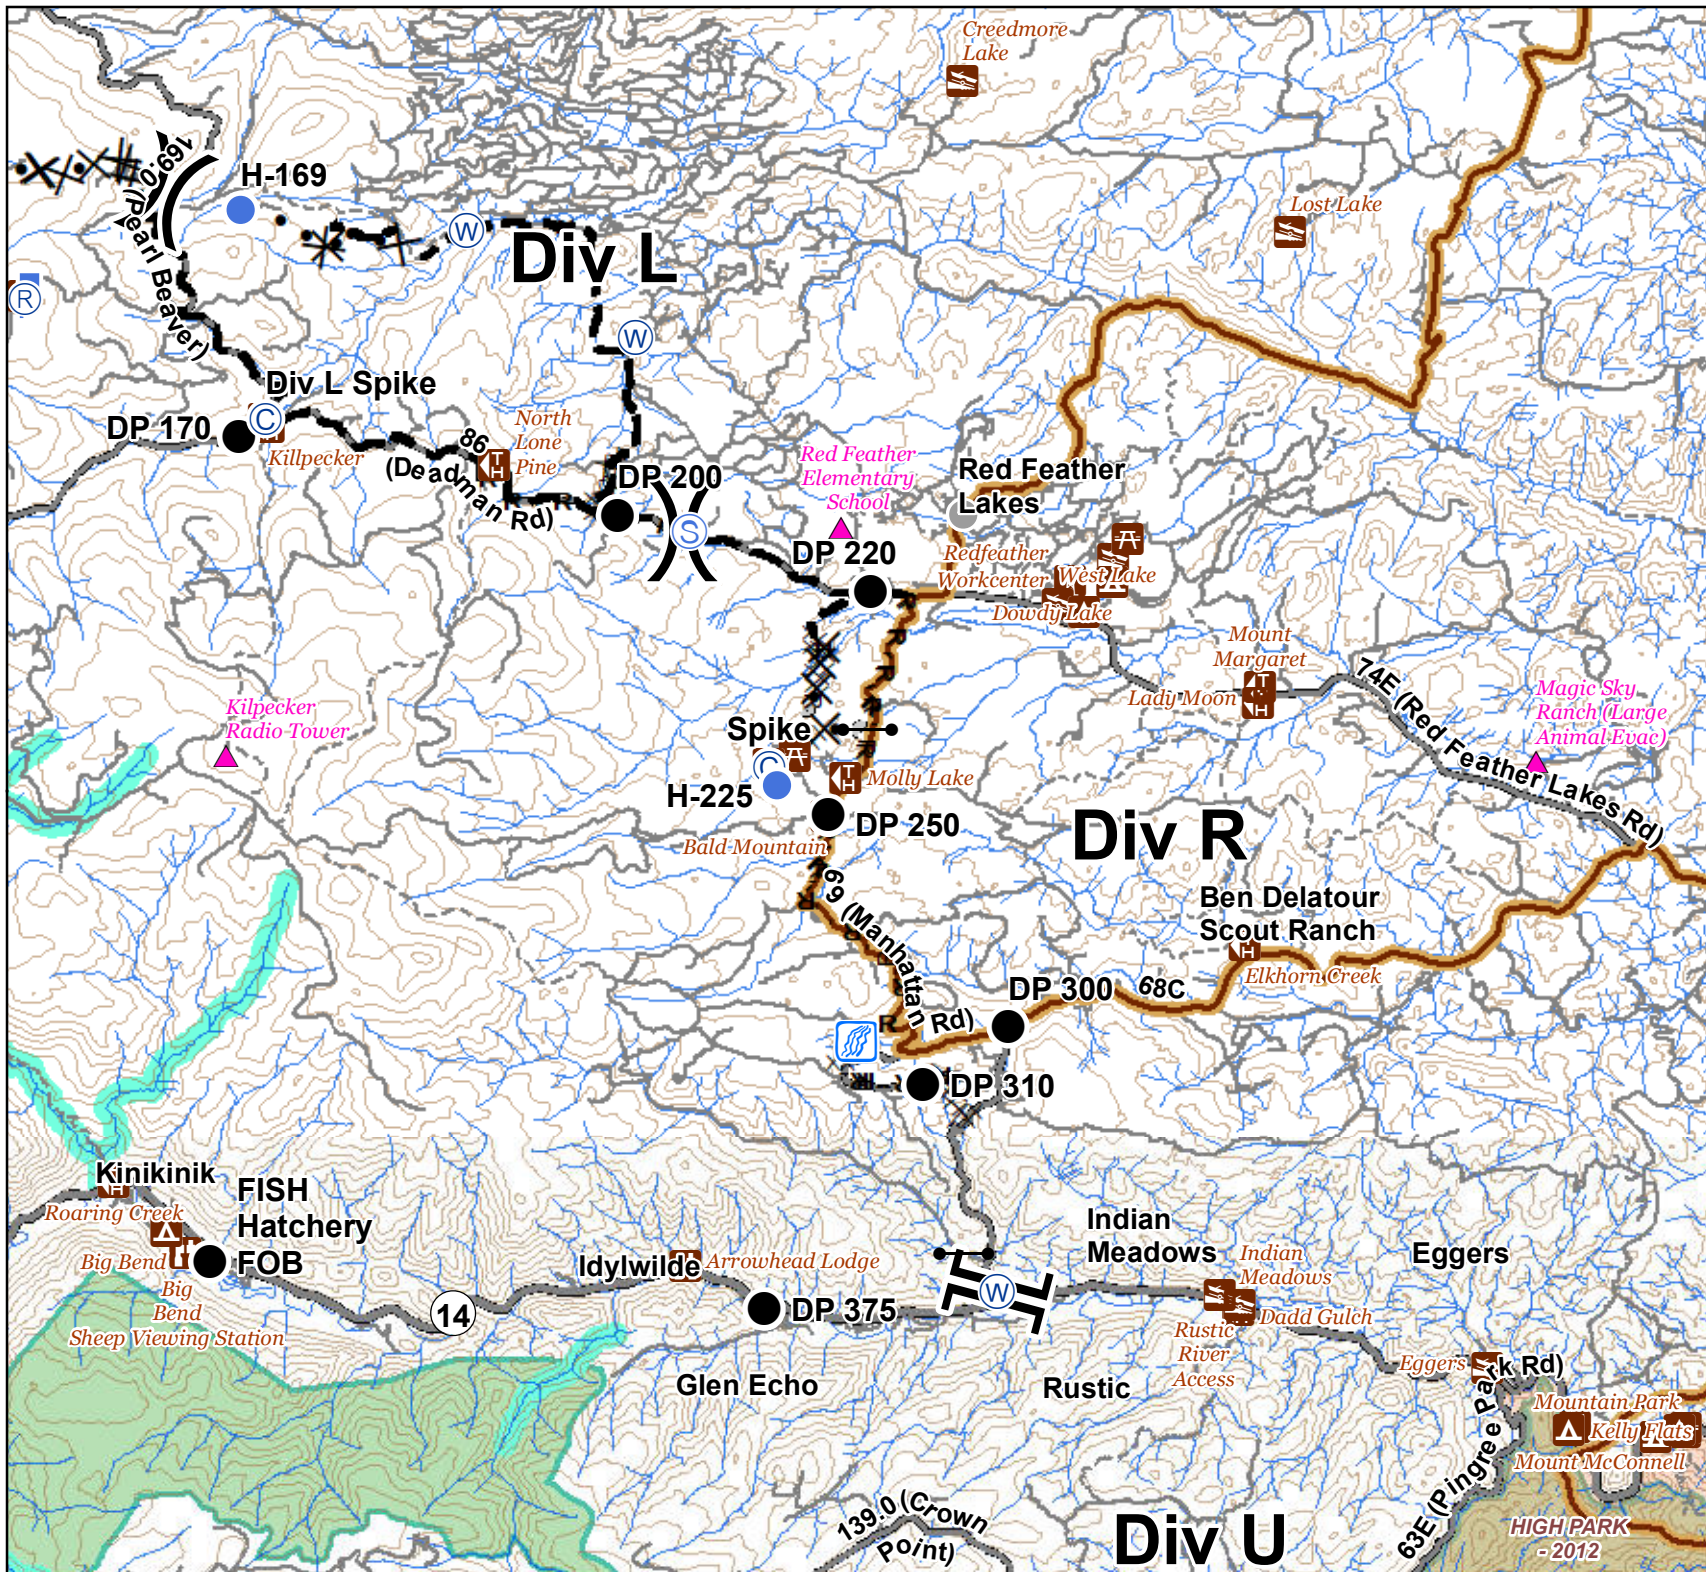 Creedmore
Lake
169.0 (Pearl Beaver)
H-169
Lost Lake
W
Div L
R
W
Div L Spike
C
DP 170
Killpecker
86
(Deadman Rd)
North
Lone
Pine
TH
DP 200
S
Red Feather
Elementary
School
Red Feather
Lakes
DP 220
Redfeather
Workcenter
West Lake
Dowdy Lake
R
R
R
R
Mount
Margaret
Lady Moon
TH
H
74E (Red Feather Lakes Rd)
Magic Sky
Ranch (Large
Animal Evac)
Kilpecker
Radio Tower
Spike
C
H-225
TH
Molly Lake
DP 250
Bald Mountain
Div R
R
69 (Manhattan Rd)
Ben Delatour
Scout Ranch
H
Elkhorn Creek
DP 300
68C
R
DP 310
Kinikinik
H
Roaring Creek
FISH
Hatchery
FOB
Big Bend
Big
Bend
Sheep Viewing Station
14
Idylwilde
Arrowhead Lodge
DP 375
Glen Echo
W
Indian
Meadows
Indian
Meadows
Dadd Gulch
Rustic
River
Access
Rustic
Eggers
Eggers
63E (Pingree Park Rd)
Mountain Park
Kelly Flats
Mount McConnell
HIGH PARK
- 2012
139.0 (Crown
Point)
Div U